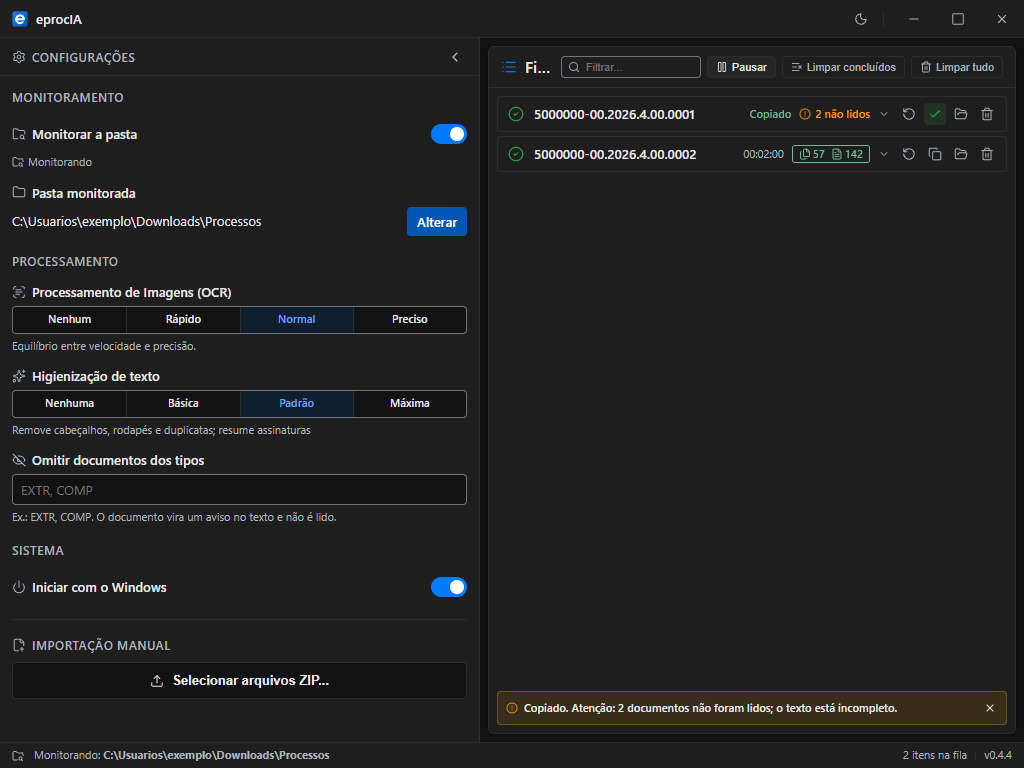 e eprocIA
CONFIGURAÇÕES
MONITORAMENTO
Monitorar a pasta
Monitorando
Pasta monitorada
C:\Usuarios\exemplo\Downloads\Processos
Alterar
PROCESSAMENTO
Processamento de Imagens (OCR)
Nenhum Rápido Normal Preciso
Equilíbrio entre velocidade e precisão.
Higienização de texto
Nenhuma Básica Padrão Máxima
Remove cabeçalhos, rodapés e duplicatas; resume assinaturas
Omitir documentos dos tipos
EXTR, COMP
Ex.: EXTR, COMP. O documento vira um aviso no texto e não é lido.
SISTEMA
Iniciar com o Windows
IMPORTAÇÃO MANUAL
Selecionar arquivos ZIP...
Fi... Filtrar... Pausar Limpar concluídos Limpar tudo
5000000-00.2026.4.00.0001 Copiado 2 não lidos
5000000-00.2026.4.00.0002 00:02:00 57 142
Copiado. Atenção: 2 documentos não foram lidos; o texto está incompleto.
Monitorando: C:\Usuarios\exemplo\Downloads\Processos 2 itens na fila v0.4.4